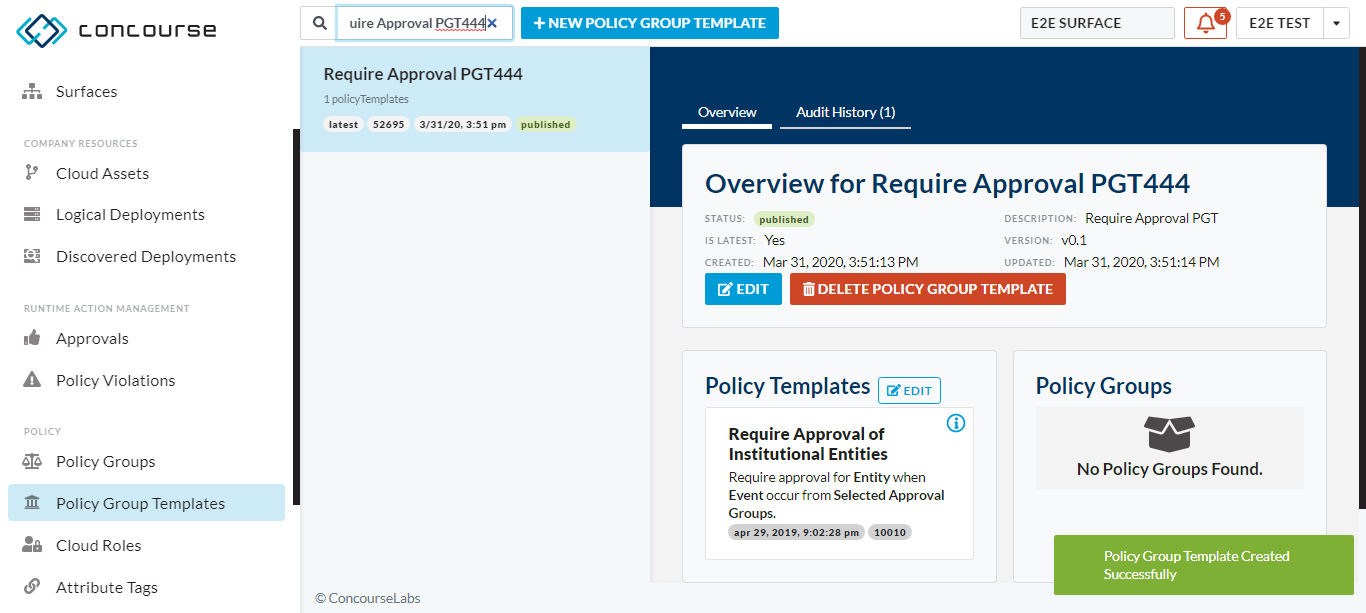 concourse
uire Approval PGT444
NEW POLICY GROUP TEMPLATE
E2E SURFACE
5
E2E TEST
Surfaces
COMPANY RESOURCES
Cloud Assets
Logical Deployments
Discovered Deployments
RUNTIME ACTION MANAGEMENT
Approvals
Policy Violations
POLICY
Policy Groups
Policy Group Templates
Cloud Roles
Attribute Tags
Require Approval PGT444
1 policyTemplates
latest 52695 3/31/20, 3:51 pm published
Overview Audit History (1)
Overview for Require Approval PGT444
STATUS: published
DESCRIPTION: Require Approval PGT
IS LATEST: Yes
VERSION: v0.1
CREATED: Mar 31, 2020, 3:51:13 PM
UPDATED: Mar 31, 2020, 3:51:14 PM
EDIT
DELETE POLICY GROUP TEMPLATE
Policy Templates EDIT
Require Approval of
Institutional Entities
Require approval for Entity when
Event occur from Selected Approval
Groups.
apr 29, 2019, 9:02:28 pm 10010
Policy Groups
No Policy Groups Found.
Policy Group Template Created
Successfully
© ConcourseLabs